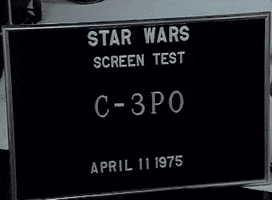 STAR WARS
SCREEN TEST
C-3PO
APRIL 11 1975